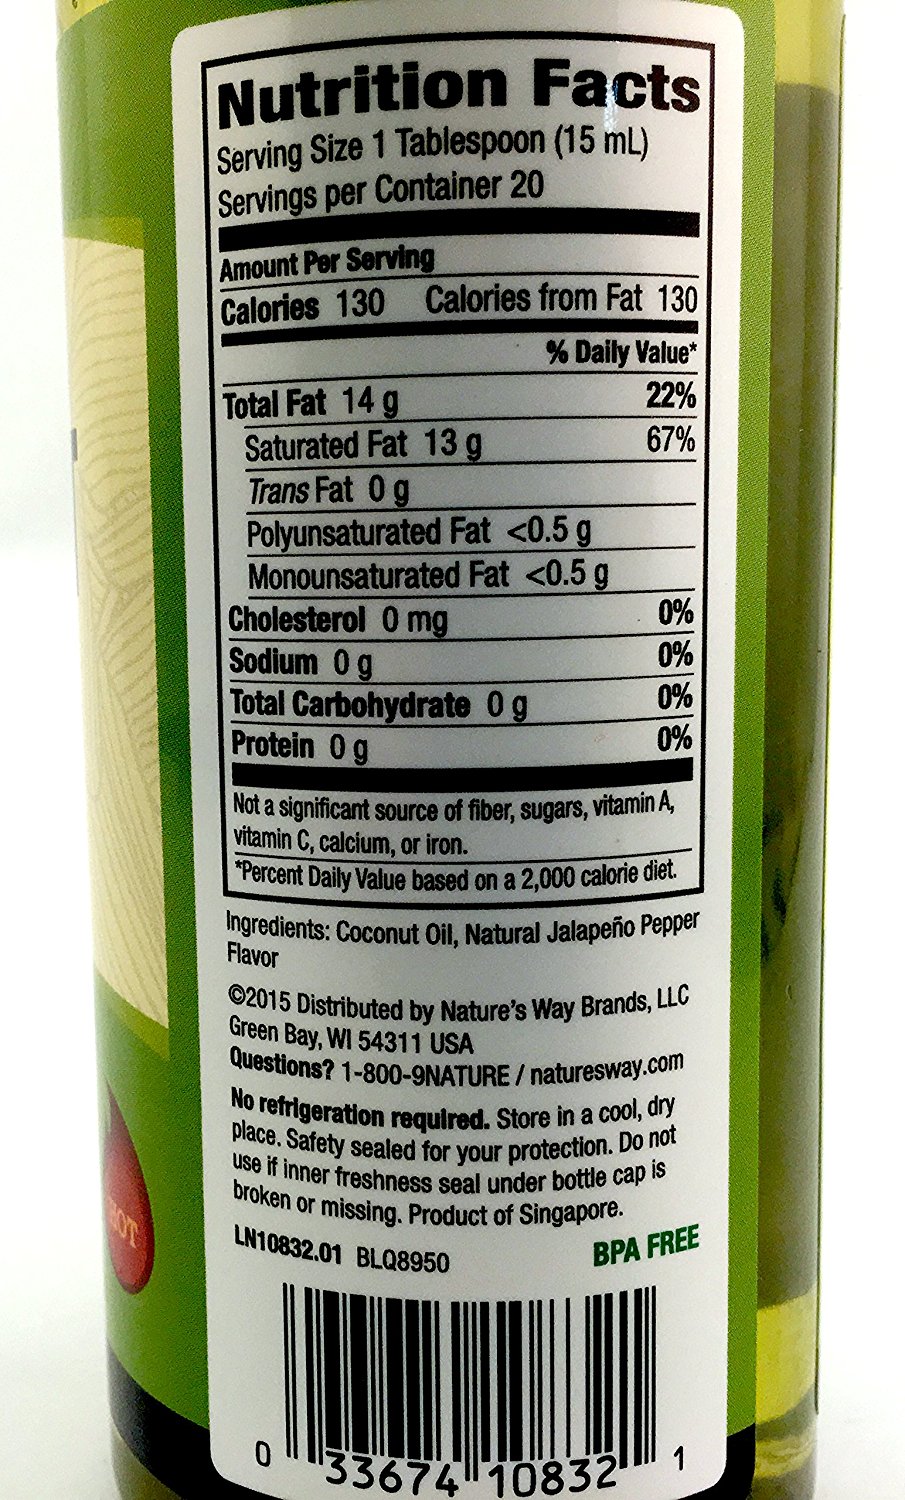 Nutrition Facts
Serving Size 1 Tablespoon (15 mL)
Servings per Container 20
Amount Per Serving
Calories 130 Calories from Fat 130
% Daily Value*
Total Fat 14 g 22%
Saturated Fat 13 g 67%
Trans Fat 0 g
Polyunsaturated Fat <0.5 g
Monounsaturated Fat <0.5 g
Cholesterol 0 mg 0%
Sodium 0 g 0%
Total Carbohydrate 0 g 0%
Protein 0 g 0%
Not a significant source of fiber, sugars, vitamin A,
vitamin C, calcium, or iron.
*Percent Daily Value based on a 2,000 calorie diet.
Ingredients: Coconut Oil, Natural Jalapeño Pepper
Flavor
©2015 Distributed by Nature's Way Brands, LLC
Green Bay, WI 54311 USA
Questions? 1-800-9NATURE / naturesway.com
No refrigeration required. Store in a cool, dry
place. Safety sealed for your protection. Do not
use if inner freshness seal under bottle cap is
broken or missing. Product of Singapore.
LN10832.01 BLQ8950 BPA FREE
0 33674 10832 1
HOT